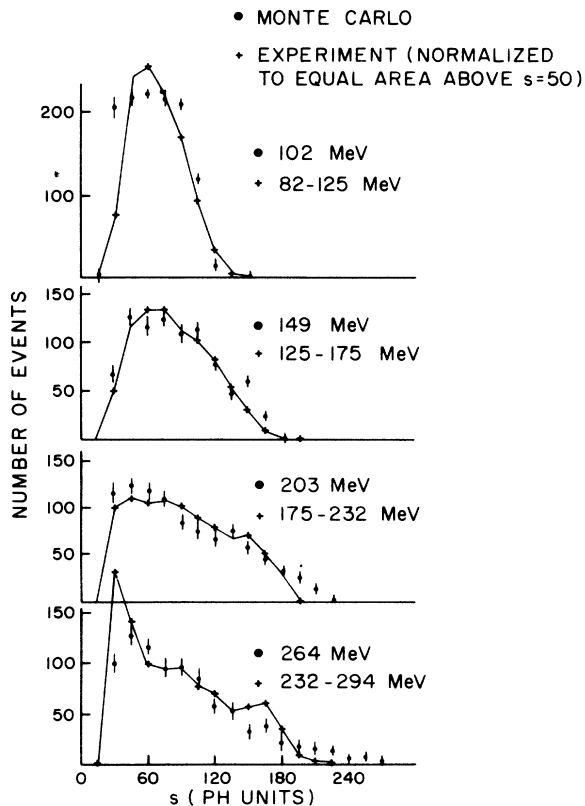 • MONTE CARLO
+ EXPERIMENT (NORMALIZED
TO EQUAL AREA ABOVE s=50)
200
100
• 102 MeV
+ 82-125 MeV
150
100
50
• 149 MeV
+ 125-175 MeV
NUMBER OF EVENTS
150
100
50
• 203 MeV
+ 175-232 MeV
150
100
50
• 264 MeV
+ 232-294 MeV
0 60 120 180 240
s (PH UNITS)